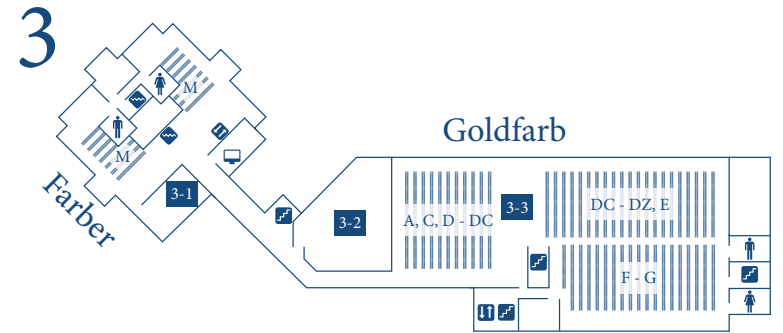 3
Goldfarb
M
M
Farber
3-1
3-2
A, C, D - DC
3-3
DC - DZ, E
F - G